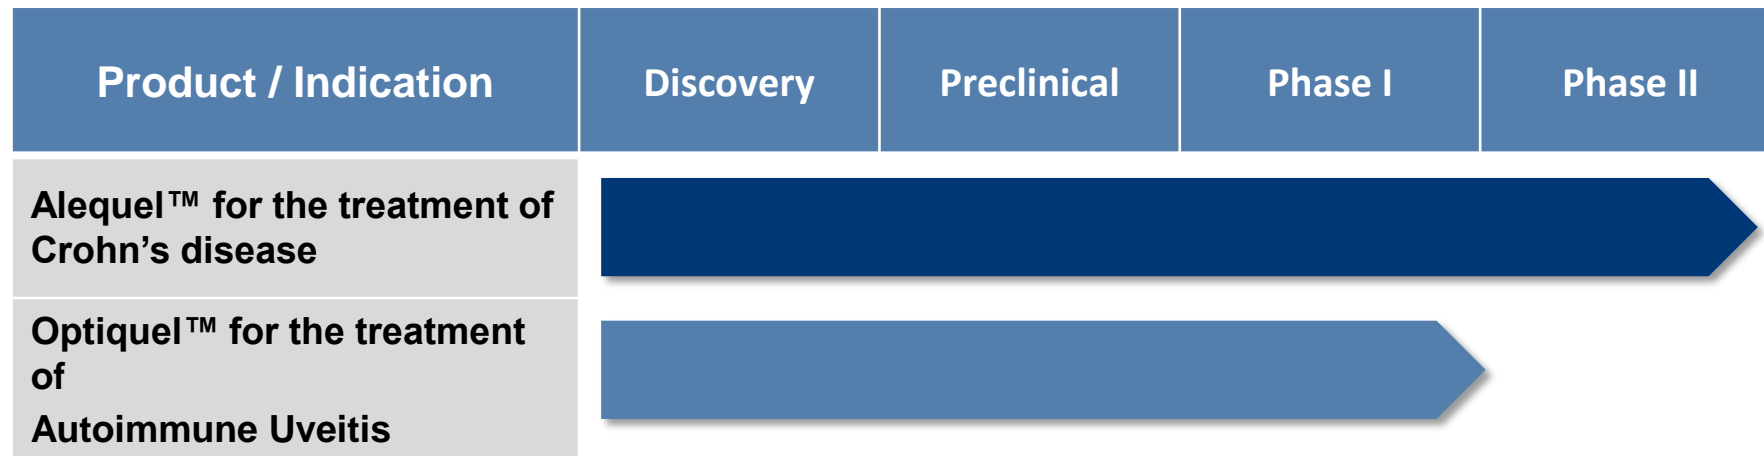 Product / Indication Discovery Preclinical Phase I Phase II
Alequel™ for the treatment of
Crohn’s disease
Optiquel™ for the treatment
of
Autoimmune Uveitis